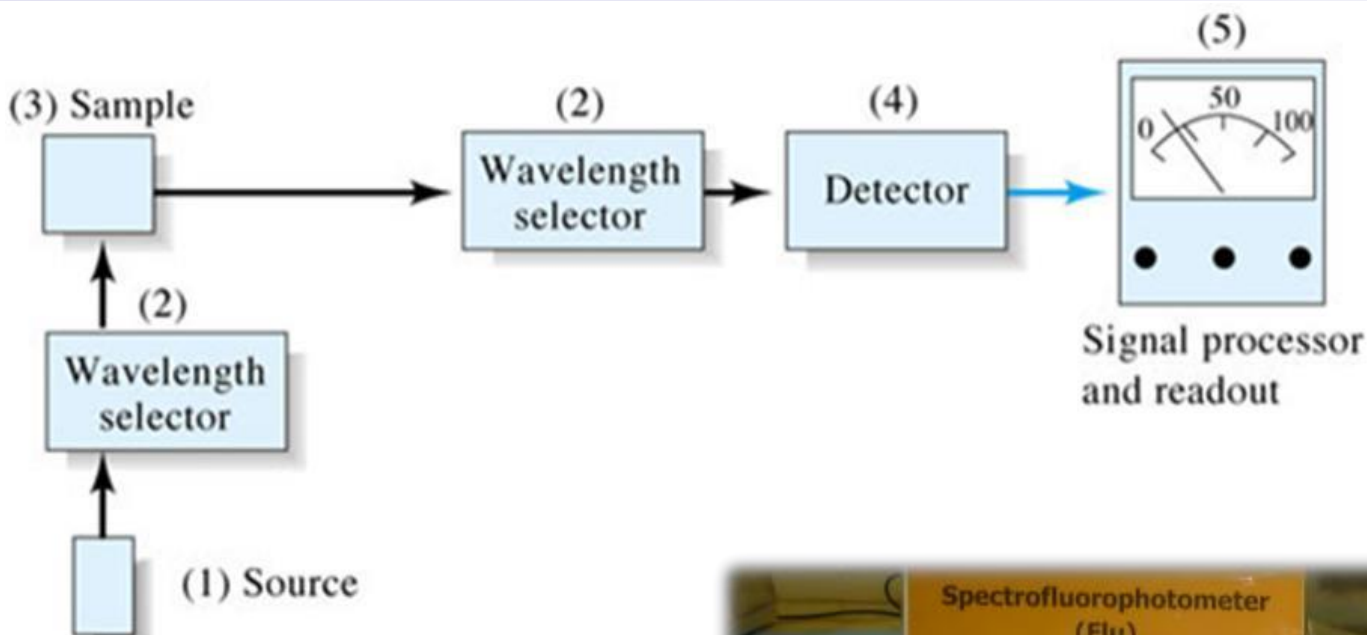 (5)
(3) Sample
(2)
(4)
0
50
100
Wavelength
selector
Detector
(2)
Wavelength
selector
Signal processor
and readout
(1) Source
Spectrofluorophotometer
(Flu)